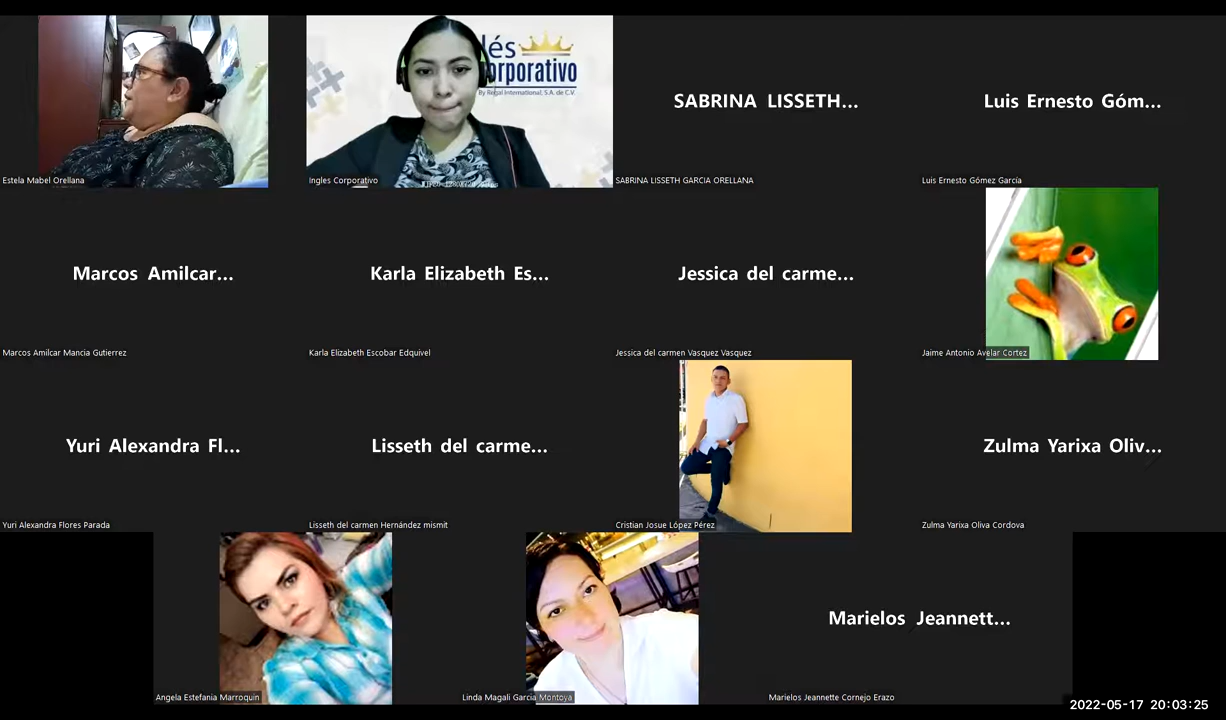 Estela Mabel Orellana
lés
orporativo
By Regal International, S.A. de C.V.
Ingles Corporativo
SABRINA LISSETH...
SABRINA LISSETH GARCIA ORELLANA
Luis Ernesto Góm...
Luis Ernesto Gómez García
Marcos Amilcar...
Marcos Amilcar Mancia Gutierrez
Karla Elizabeth Es...
Karla Elizabeth Escobar Edquivel
Jessica del carme...
Jessica del carmen Vasquez Vasquez
Jaime Antonio Avelar Cortez
Yuri Alexandra Fl...
Yuri Alexandra Flores Parada
Lisseth del carme...
Lisseth del carmen Hernández mismit
Cristian Josue López Pérez
Zulma Yarixa Oliv...
Zulma Yarixa Oliva Cordova
Angela Estefania Marroquin
Linda Magali Garcia Montoya
Marielos Jeannett...
Marielos Jeannette Cornejo Erazo
2022-05-17 20:03:25